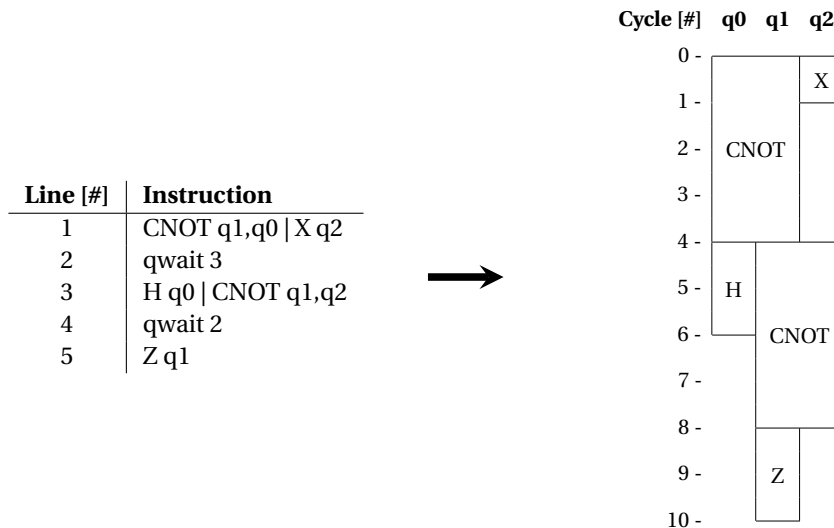 Line [#] Instruction
1 CNOT q1,q0 | X q2
2 qwait 3
3 H q0 | CNOT q1,q2
4 qwait 2
5 Z q1
Cycle [#] q0 q1 q2
0 -
X
1 -
2 - CNOT
3 -
4 -
5 - H
6 - CNOT
7 -
8 -
9 - Z
10 -